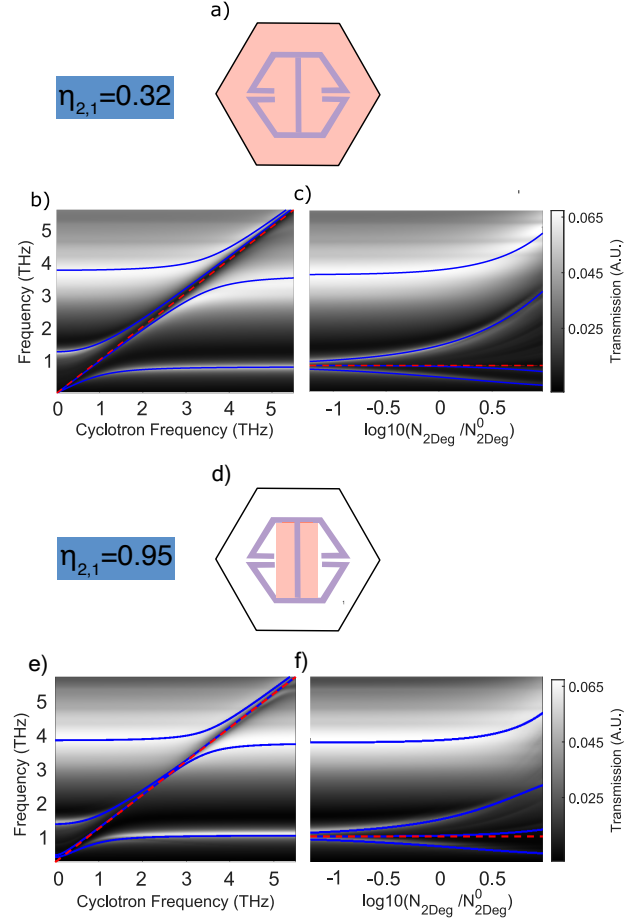 a)
η2,1=0.32
b)
c)
5
4
3
2
1
Frequency (THz)
0
1
2
3
4
5
Cyclotron Frequency (THz)
-1
-0.5
0
0.5
log10(N2Deg /N02Deg)
0.065
0.045
0.025
Transmission (A.U.)
d)
η2,1=0.95
e)
f)
5
4
3
2
1
Frequency (THz)
0
1
2
3
4
5
Cyclotron Frequency (THz)
-1
-0.5
0
0.5
log10(N2Deg /N02Deg)
0.065
0.045
0.025
Transmission (A.U.)